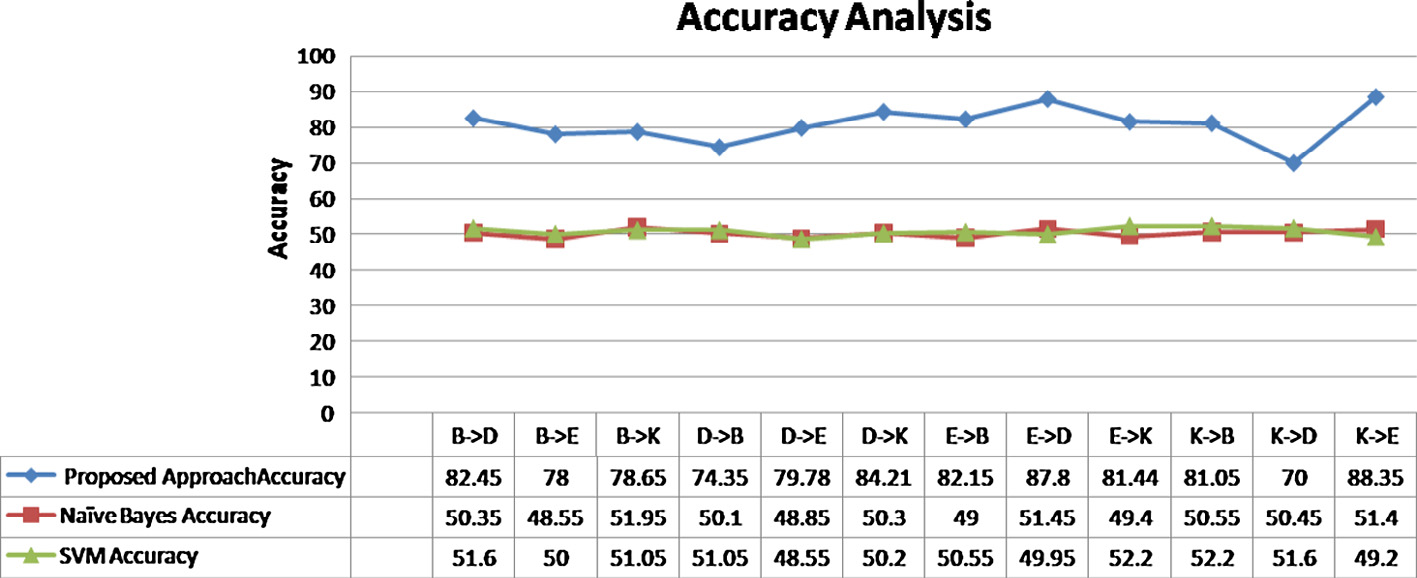 Accuracy Analysis
100
90
80
70
60
50
40
30
20
10
0
Accuracy
B->D B->E B->K D->B D->E D->K E->B E->D E->K K->B K->D K->E
Proposed ApproachAccuracy 82.45 78 78.65 74.35 79.78 84.21 82.15 87.8 81.44 81.05 70 88.35
Naïve Bayes Accuracy 50.35 48.55 51.95 50.1 48.85 50.3 49 51.45 49.4 50.55 50.45 51.4
SVM Accuracy 51.6 50 51.05 51.05 48.55 50.2 50.55 49.95 52.2 52.2 51.6 49.2